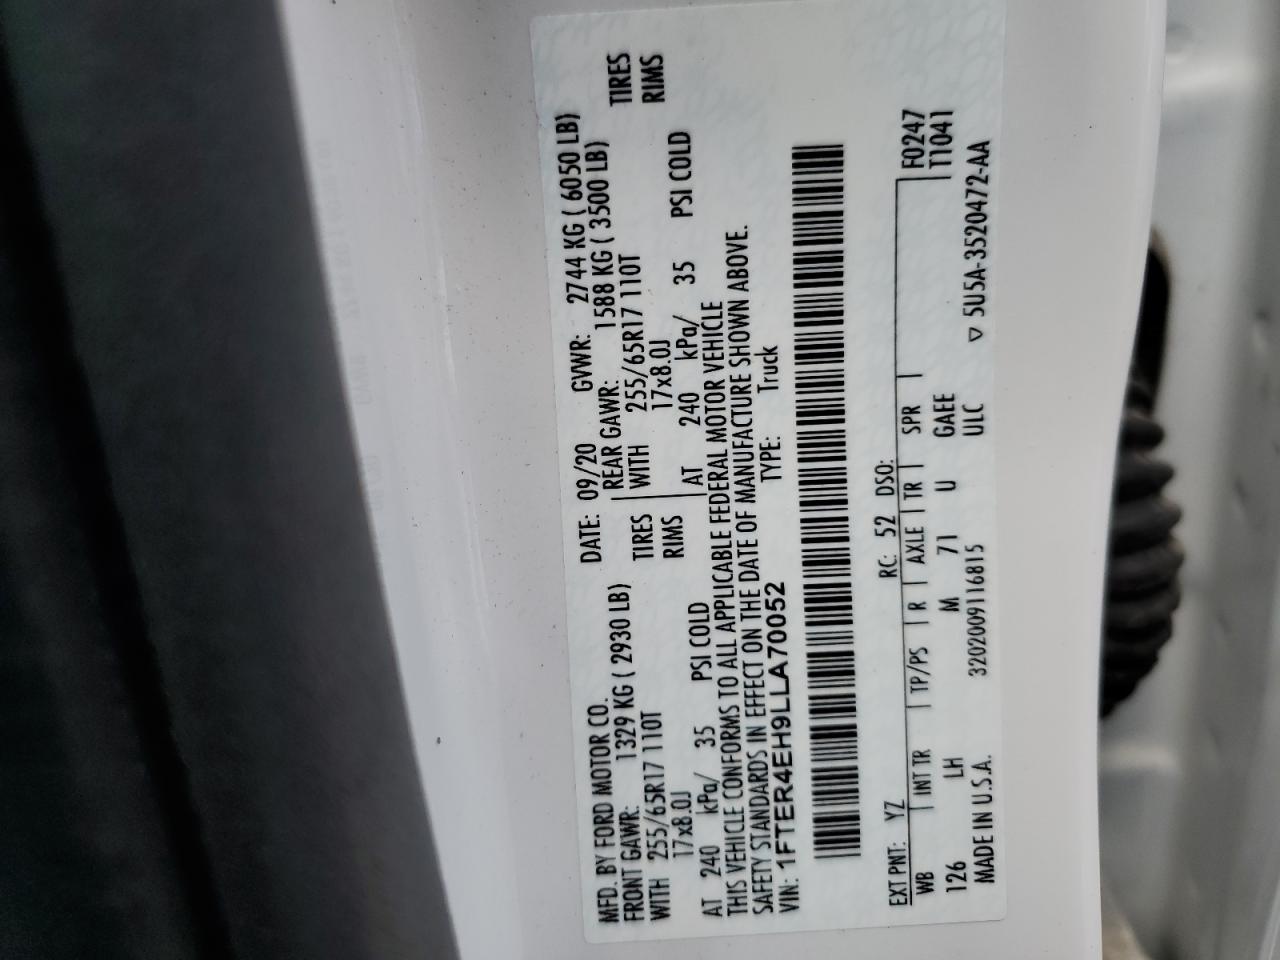 MFD. BY FORD MOTOR CO.
DATE: 09/20 GVWR: 2744 KG ( 6050 LB)
FRONT GAWR: 1329 KG ( 2930 LB) REAR GAWR: 1588 KG ( 3500 LB)
WITH 255/65R17 110T TIRES WITH 255/65R17 110T TIRES
17x8.0J RIMS 17x8.0J RIMS
AT 240 kPa/ 35 PSI COLD AT 240 kPa/ 35 PSI COLD
THIS VEHICLE CONFORMS TO ALL APPLICABLE FEDERAL MOTOR VEHICLE
SAFETY STANDARDS IN EFFECT ON THE DATE OF MANUFACTURE SHOWN ABOVE.
VIN: 1FTER4EH9LLA70052 TYPE: Truck
EXT PNT: YZ RC: 52 DSO:
WB INT TR TP/PS R AXLE TR SPR F0247
126 LH M 71 U GAEE T1041
MADE IN U.S.A. 320200911681​5 ULC ▽ 5U5A-3520472-AA